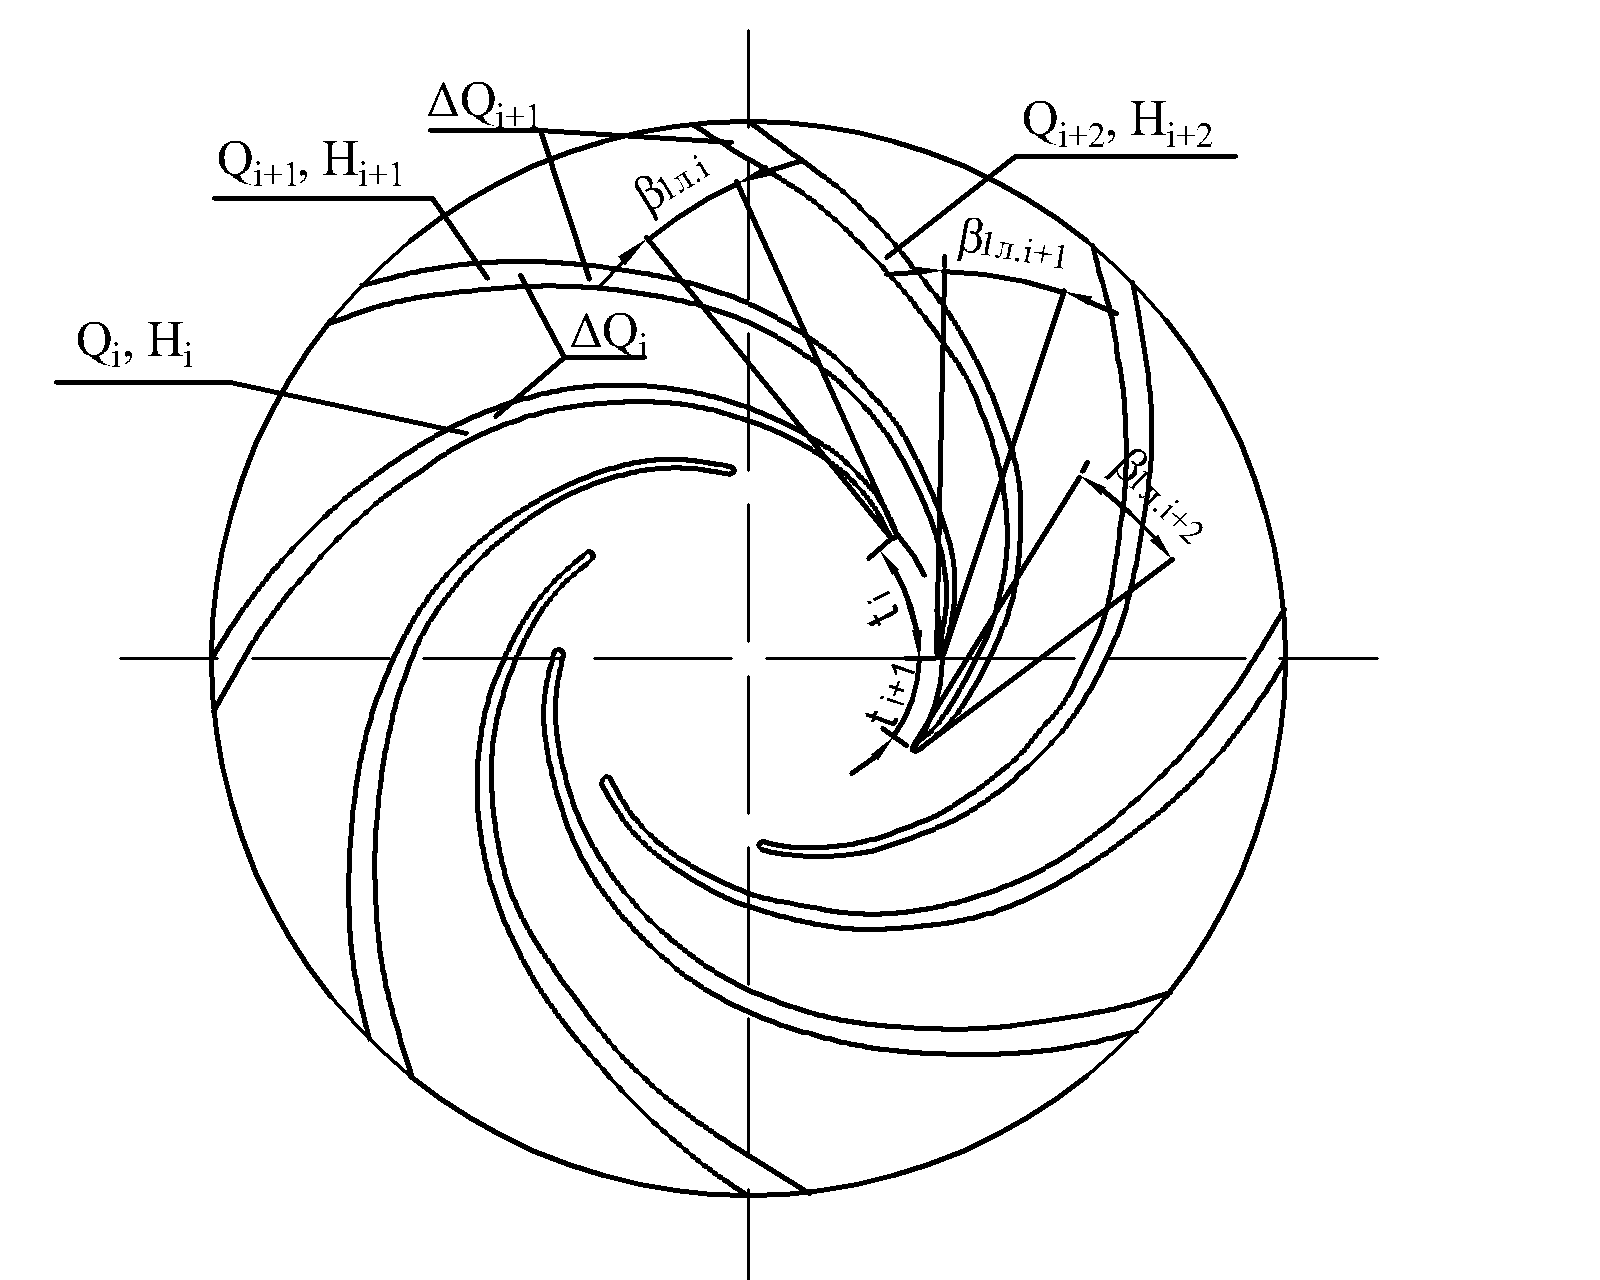 ΔQi+1
Qi+1, Hi+1
Qi+2, Hi+2
β1л.i
β1л.i+1
Qi, Hi
ΔQi
β1л.i+2
ti
ti+1